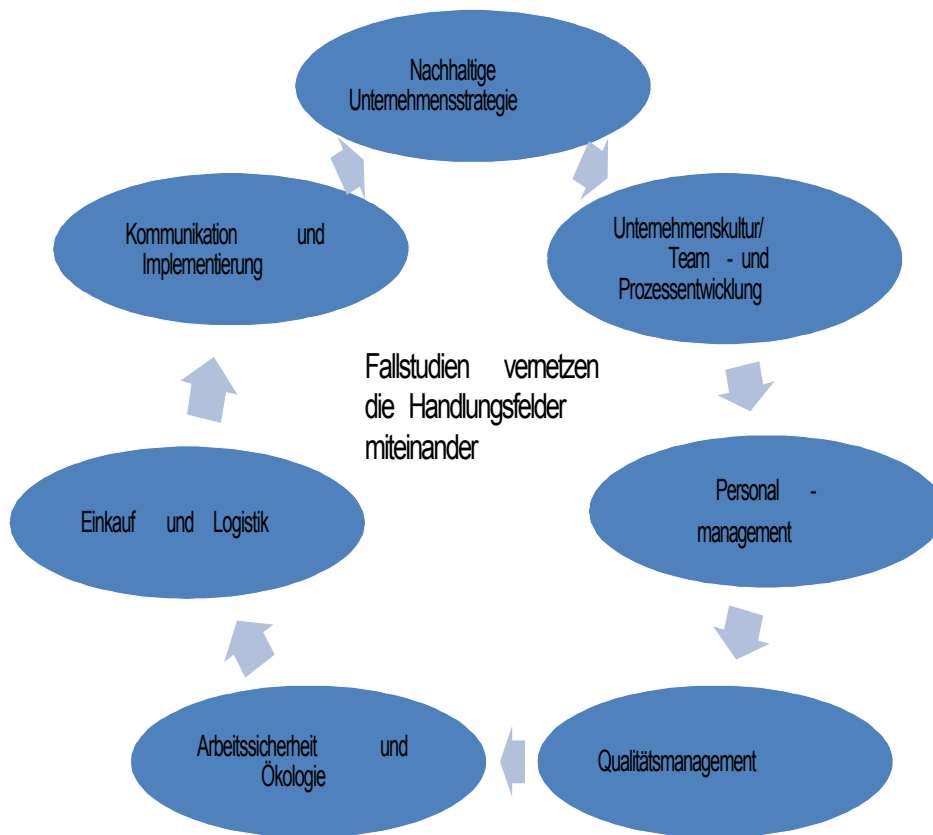 Nachhaltige
Unternehmensstrategie
Unternehmenskultur/
Team - und
Prozessentwicklung
Personal -
management
Qualitätsmanagement
Arbeitssicherheit und
Ökologie
Einkauf und Logistik
Kommunikation und
Implementierung
Fallstudien vernetzen
die Handlungsfelder
miteinander